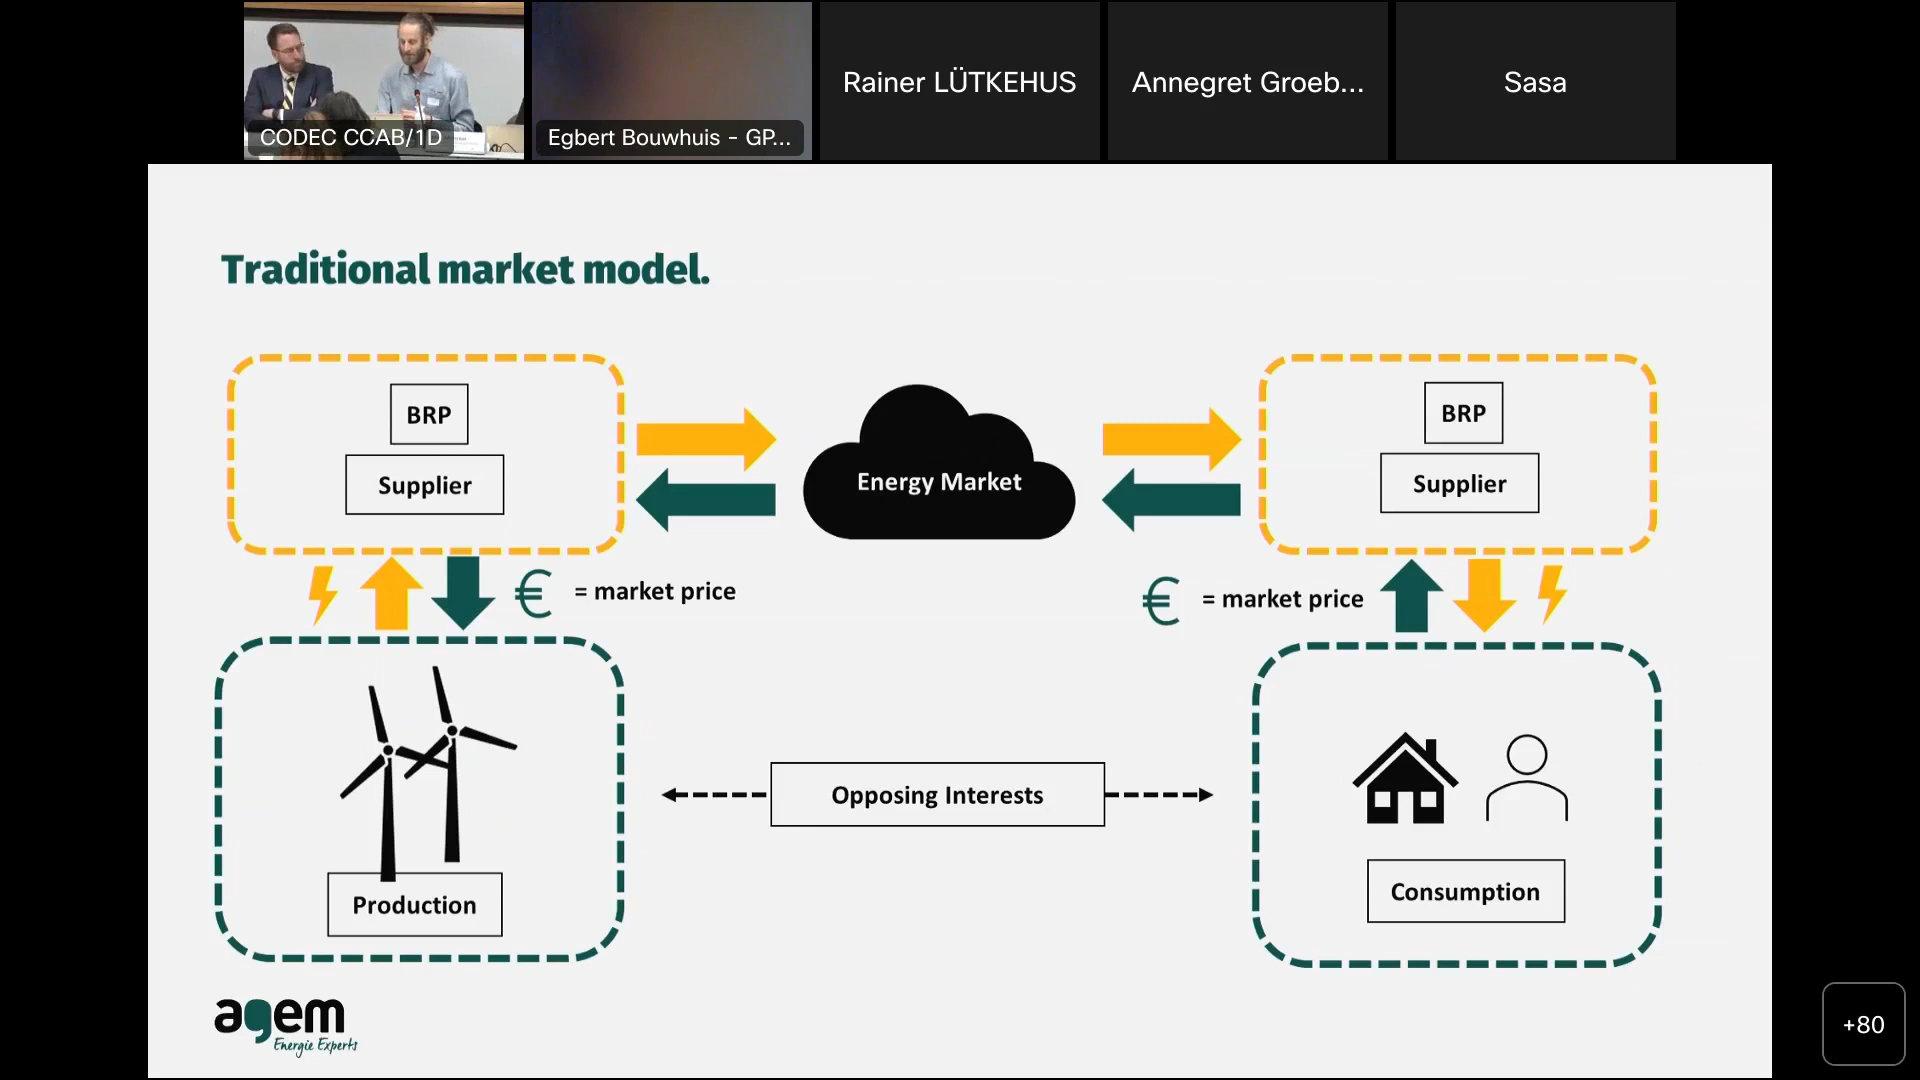 CODEC CCAB/1D
Egbert Bouwhuis - GP...
Rainer LÜTKEHUS
Annegret Groeb...
Sasa
Traditional market model.
BRP
Supplier
Energy Market
BRP
Supplier
€ = market price
€ = market price
Opposing Interests
Production
Consumption
agem
Energie Experts
+80